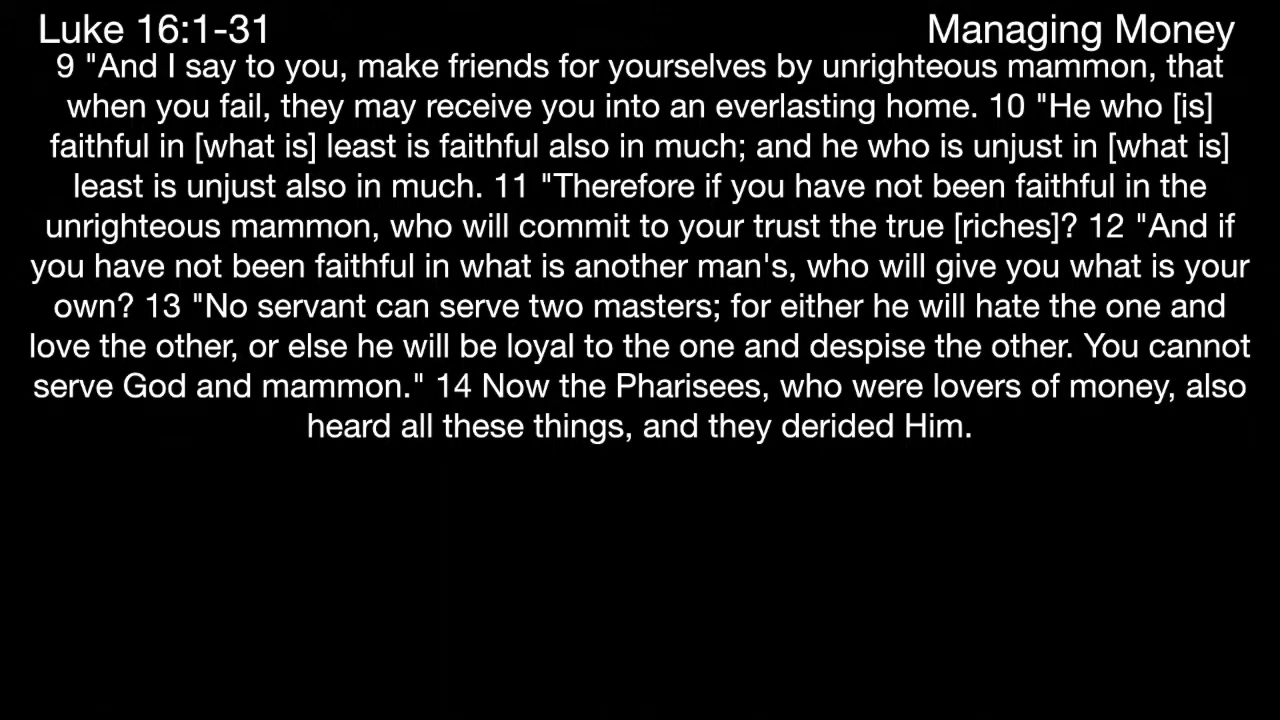 Luke 16:1-31 Managing Money
9 "And I say to you, make friends for yourselves by unrighteous mammon, that
when you fail, they may receive you into an everlasting home. 10 "He who [is]
faithful in [what is] least is faithful also in much; and he who is unjust in [what is]
least is unjust also in much. 11 "Therefore if you have not been faithful in the
unrighteous mammon, who will commit to your trust the true [riches]? 12 "And if
you have not been faithful in what is another man's, who will give you what is your
own? 13 "No servant can serve two masters; for either he will hate the one and
love the other, or else he will be loyal to the one and despise the other. You cannot
serve God and mammon." 14 Now the Pharisees, who were lovers of money, also
heard all these things, and they derided Him.